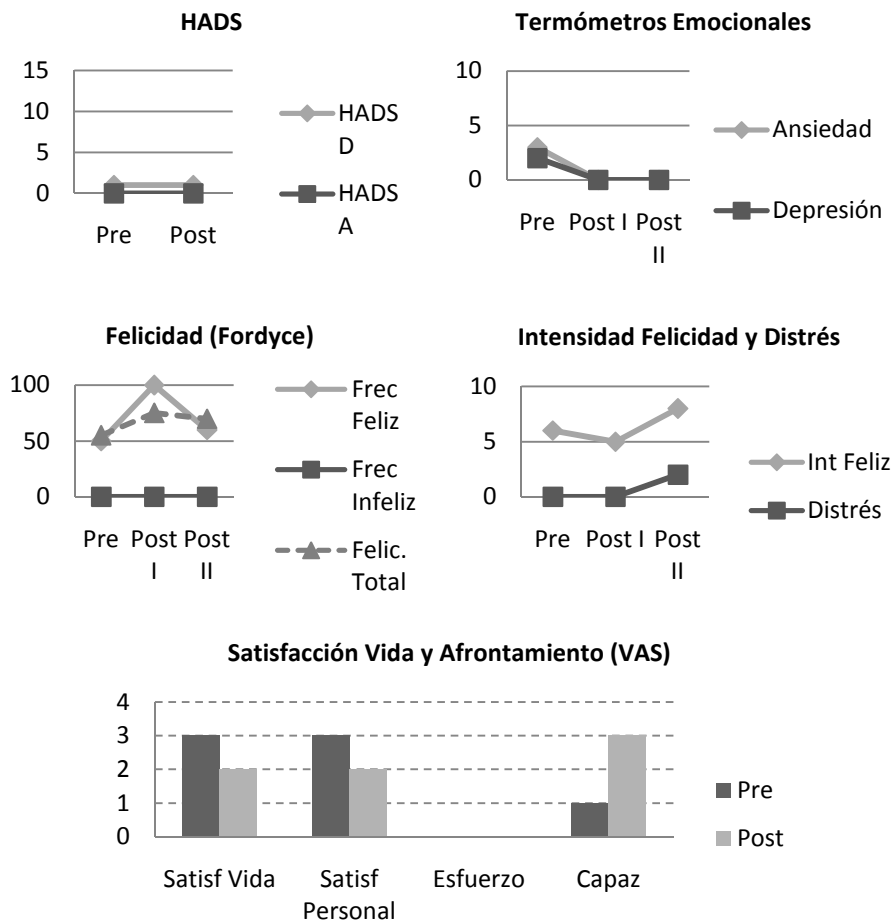 HADS
15
10
5
0
Pre
Post
HADS
D
HADS
A
Termómetros Emocionales
10
5
0
Pre
Post I
Post
II
Ansiedad
Depresión
Felicidad (Fordyce)
100
50
0
Pre
Post
I
Post
II
Frec
Feliz
Frec
Infeliz
Felic.
Total
Intensidad Felicidad y Distrés
10
5
0
Pre
Post I
Post
II
Int Feliz
Distrés
Satisfacción Vida y Afrontamiento (VAS)
4
3
2
1
0
Satisf Vida
Satisf
Personal
Esfuerzo
Capaz
Pre
Post